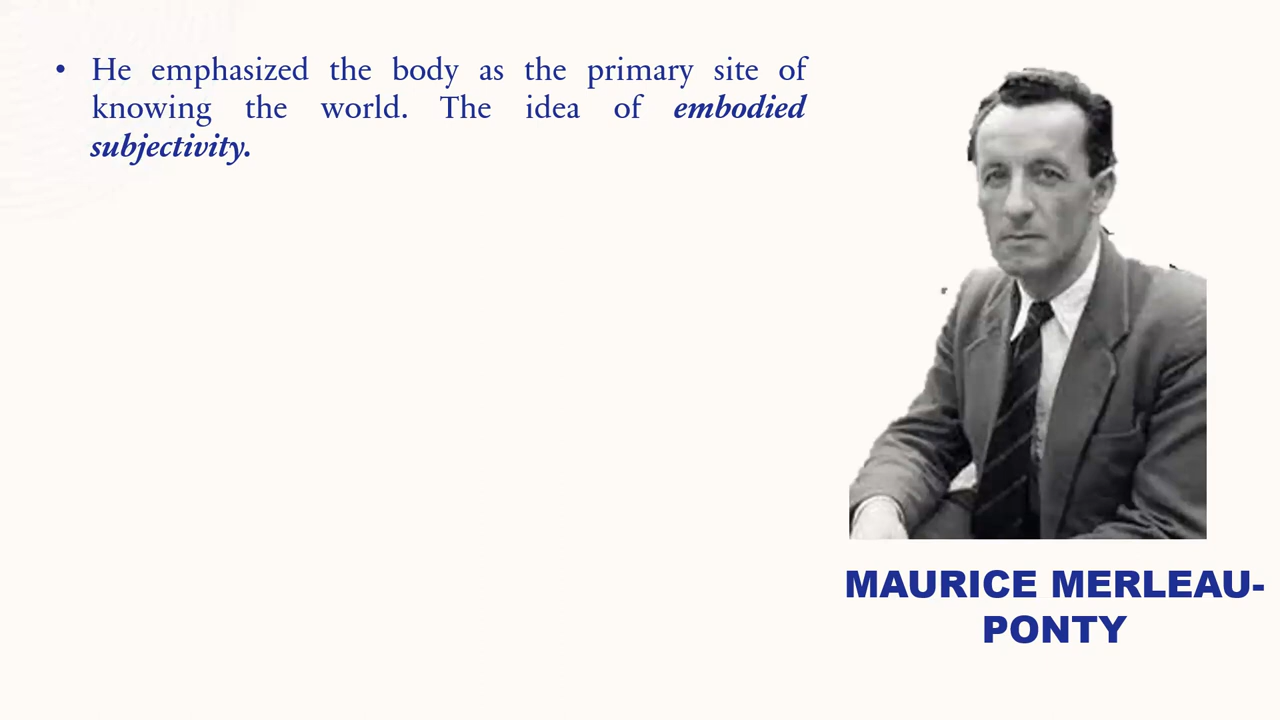 • He emphasized the body as the primary site of
knowing the world. The idea of embodied
subjectivity.
MAURICE MERLEAU-
PONTY